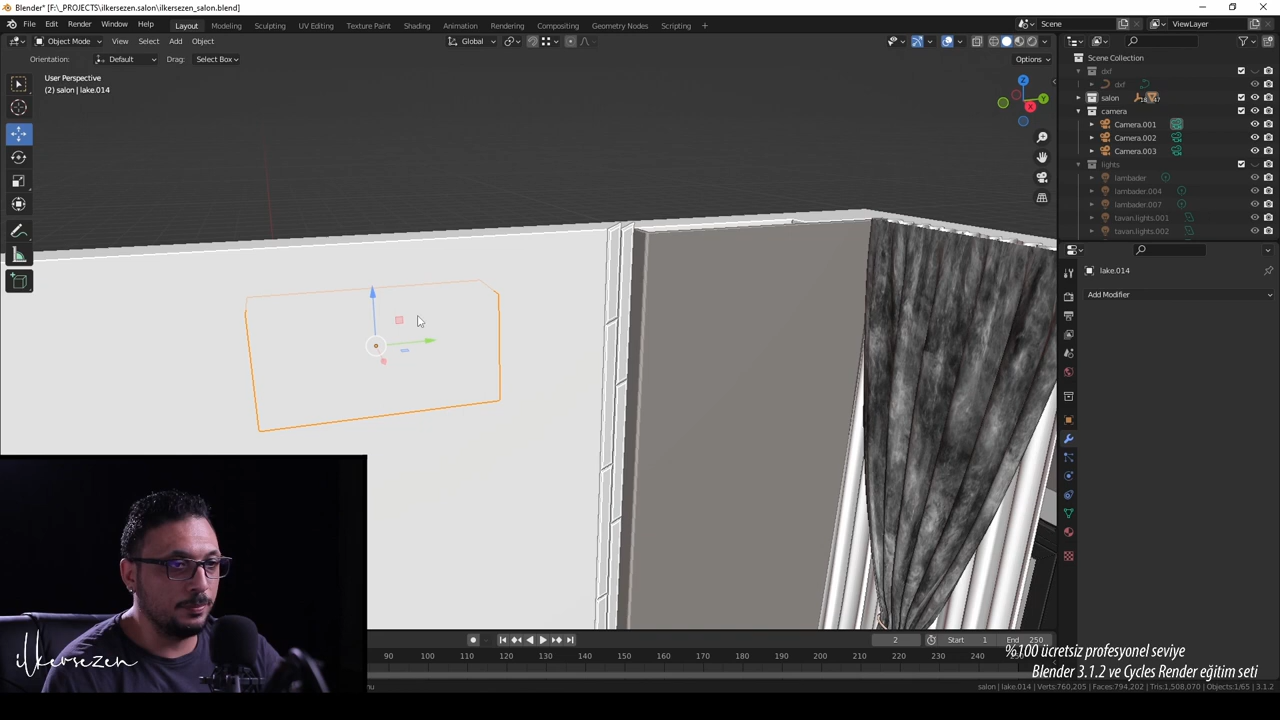 Blender* [F:\_PROJECTS\ilkersezen.salon\ilkersezen_salon.blend]
File Edit Render Window Help Layout Modeling Sculpting UV Editing Texture Paint Shading Animation Rendering Compositing Geometry Nodes Scripting Scene ViewLayer
Object Mode View Select Add Object Global
Orientation: Default Drag: Select Box Options
User Perspective
(2) salon | lake.014
Scene Collection
dxf
dxf
salon
camera
Camera.001
Camera.002
Camera.003
lights
lambader
lambader.004
lambader.007
tavan.lights.001
tavan.lights.002
lake.014
Add Modifier
Z
Y
X
2 Start 1 End 250
90 100 110 120 130 140 150 160 170 180 190 200 210 220 230 240
ilkersezen
%100 ücretsiz profesyonel seviye
Blender 3.1.2 ve Cycles Render eğitim seti
salon | lake.014 | Verts:760,205 | Faces:794,202 | Tris:1,508,070 | Objects:1/65 | 3.1.2